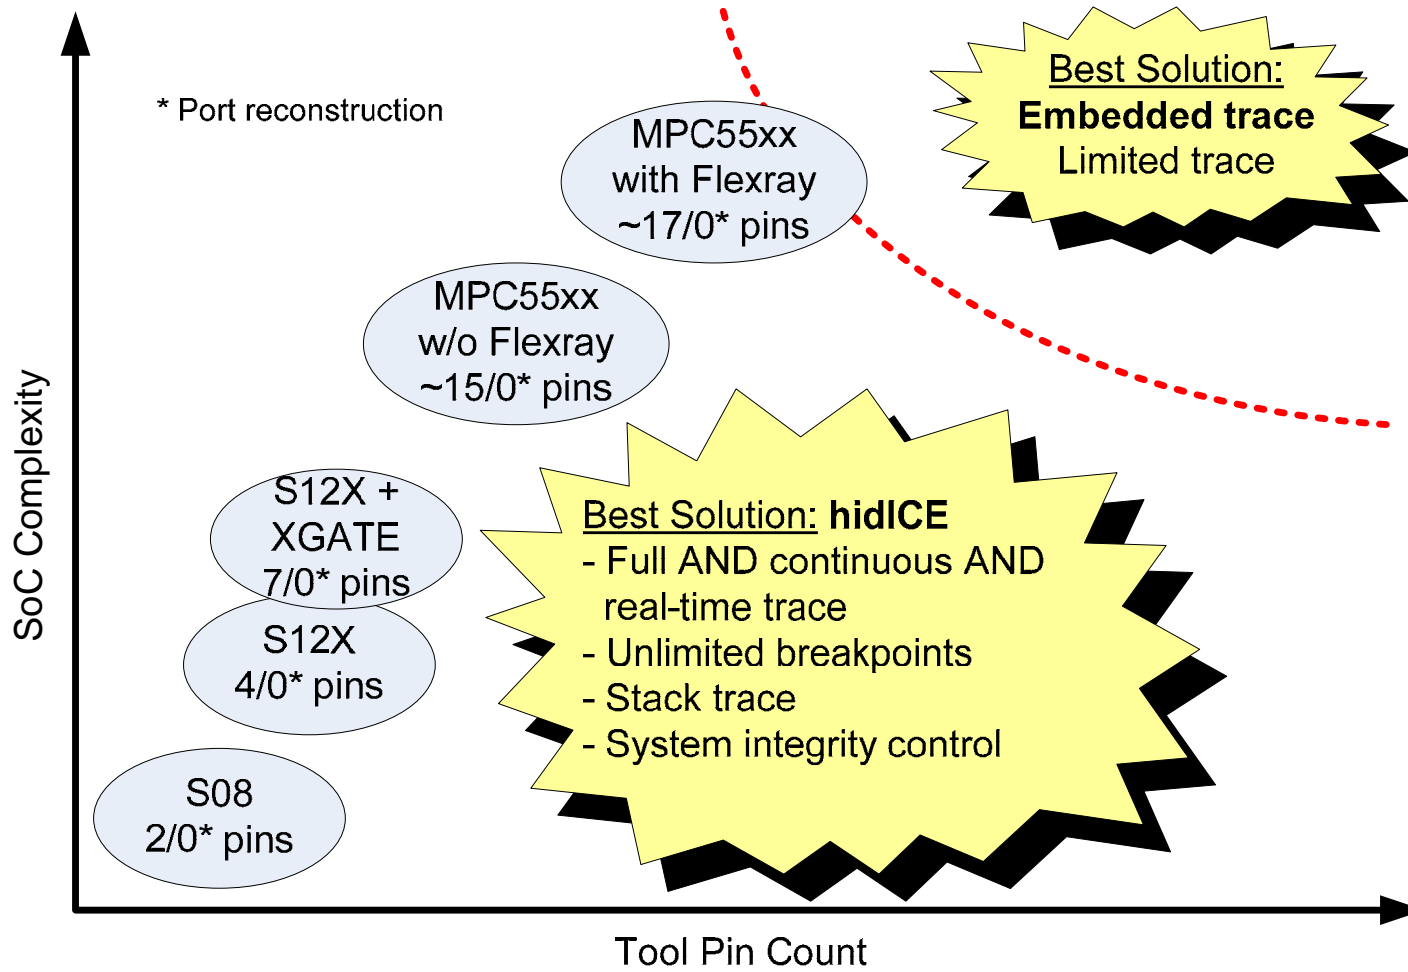 * Port reconstruction
Best Solution:
Embedded trace
Limited trace
MPC55xx
with Flexray
~17/0* pins
MPC55xx
w/o Flexray
~15/0* pins
S12X +
XGATE
7/0* pins
S12X
4/0* pins
S08
2/0* pins
Best Solution: hidICE
- Full AND continuous AND
real-time trace
- Unlimited breakpoints
- Stack trace
- System integrity control
SoC Complexity
Tool Pin Count